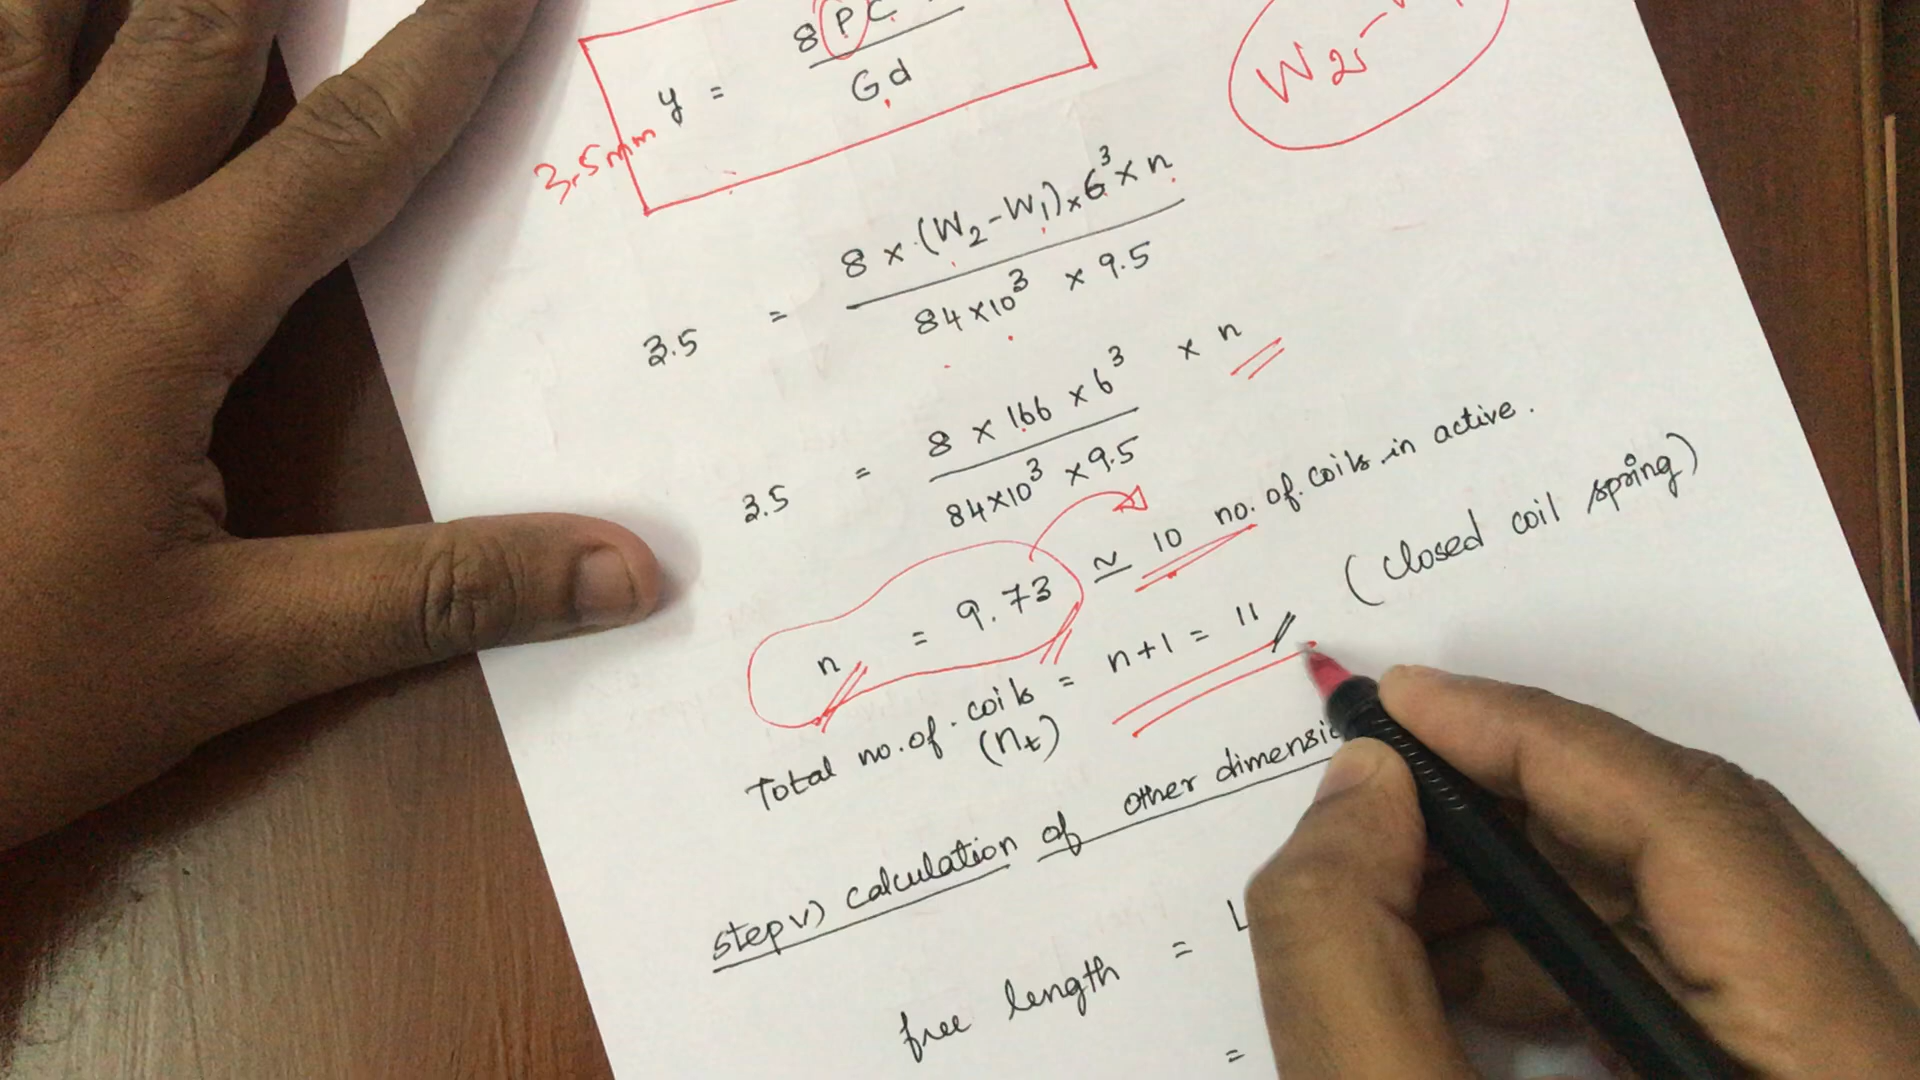 8 P C
y = Gd
3.5mm
W2s -
8 × (W₂-W₁) × 6³ × n
3.5 = 84×10³ × 9.5
8 × 166 × 6³ × n
3.5 = 84×10³ × 9.5
n = 9.73 ≃ 10 no. of. coils in active.
Total no. of. coils = n+1 = 11 (closed coil spring)
(nt)
step v) calculation of other dimensi
free length = L
=